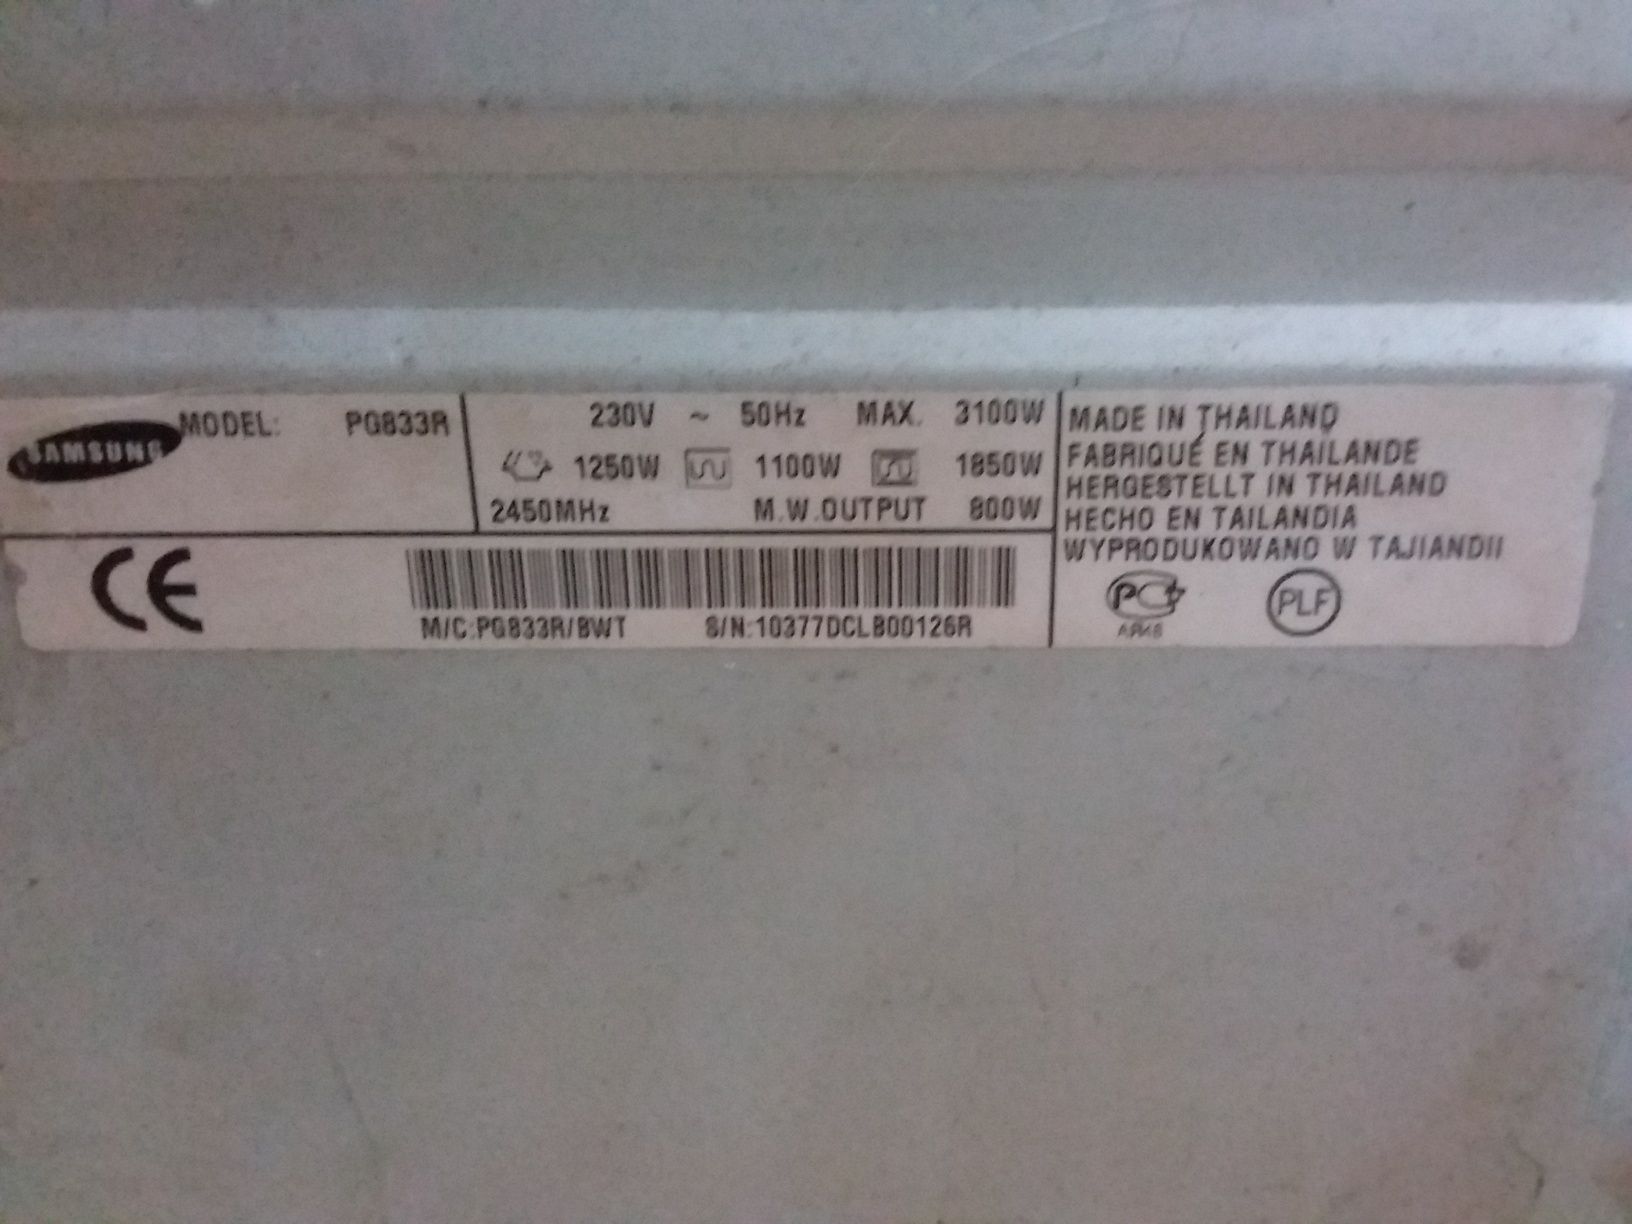 SAMSUNG MODEL: PG833R
230V ~ 50Hz MAX. 3100W
1250W 1100W 1850W
2450MHz M.W.OUTPUT 800W
MADE IN THAILAND
FABRIQUÉ EN THAILANDE
HERGESTELLT IN THAILAND
HECHO EN TAILANDIA
WYPRODUKOWANO W TAJIANDII
CE
M/C:PG833R/BWT S/N:10377DCLB00126R
PCT
PLF